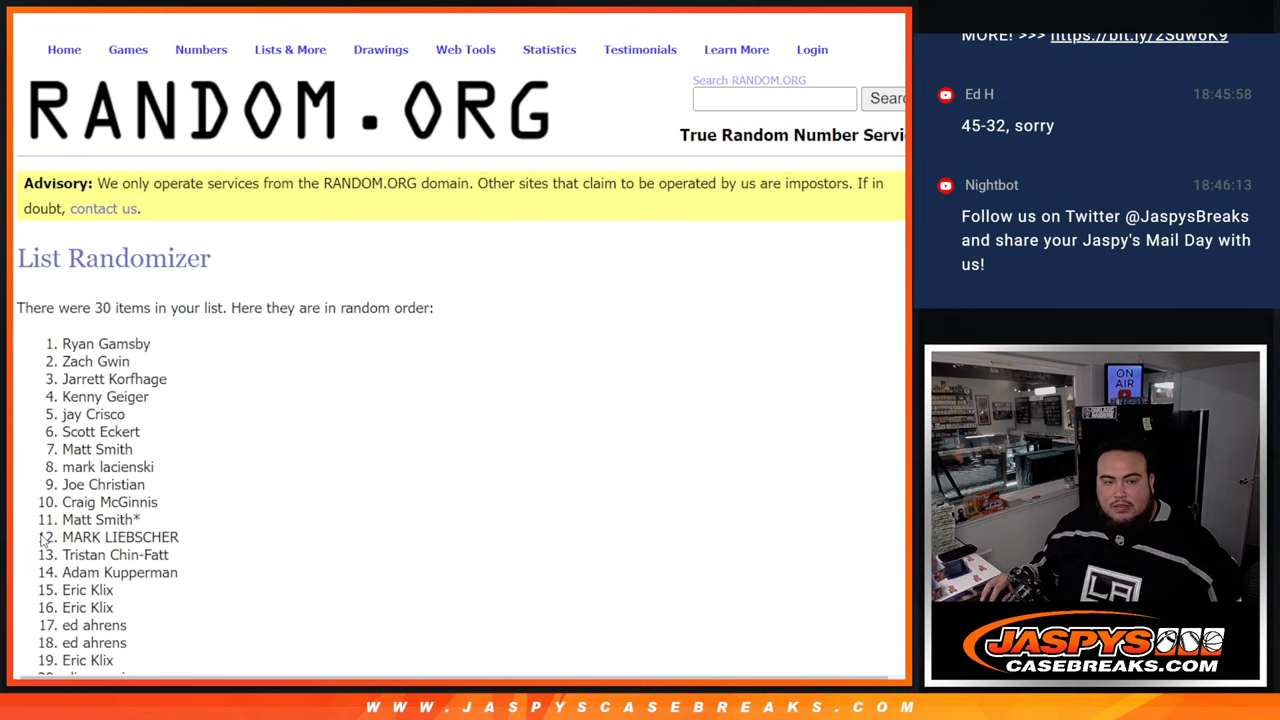 Home Games Numbers Lists & More Drawings Web Tools Statistics Testimonials Learn More Login
RANDOM.ORG
Search RANDOM.ORG
True Random Number
Advisory: We only operate services from the RANDOM.ORG domain. Other sites that claim to be operated by us are impostors. If in
doubt, contact us.
List Randomizer
There were 30 items in your list. Here they are in random order:
1. Ryan Gamsby
2. Zach Gwin
3. Jarrett Korfhage
4. Kenny Geiger
5. jay Crisco
6. Scott Eckert
7. Matt Smith
8. mark lacienski
9. Joe Christian
10. Craig McGinnis
11. Matt Smith*
12. MARK LIEBSCHER
13. Tristan Chin-Fatt
14. Adam Kupperman
15. Eric Klix
16. Eric Klix
17. ed ahrens
18. ed ahrens
19. Eric Klix
MORE! >>> https://bit.ly/2Sdw6K9
Ed H 18:45:58
45-32, sorry
Nightbot 18:46:13
Follow us on Twitter @JaspysBreaks
and share your Jaspy's Mail Day with
us!
ON
AIR
LA
JASPYS
CASEBREAKS.COM
WWW.JASPYSCASEBREAKS.COM